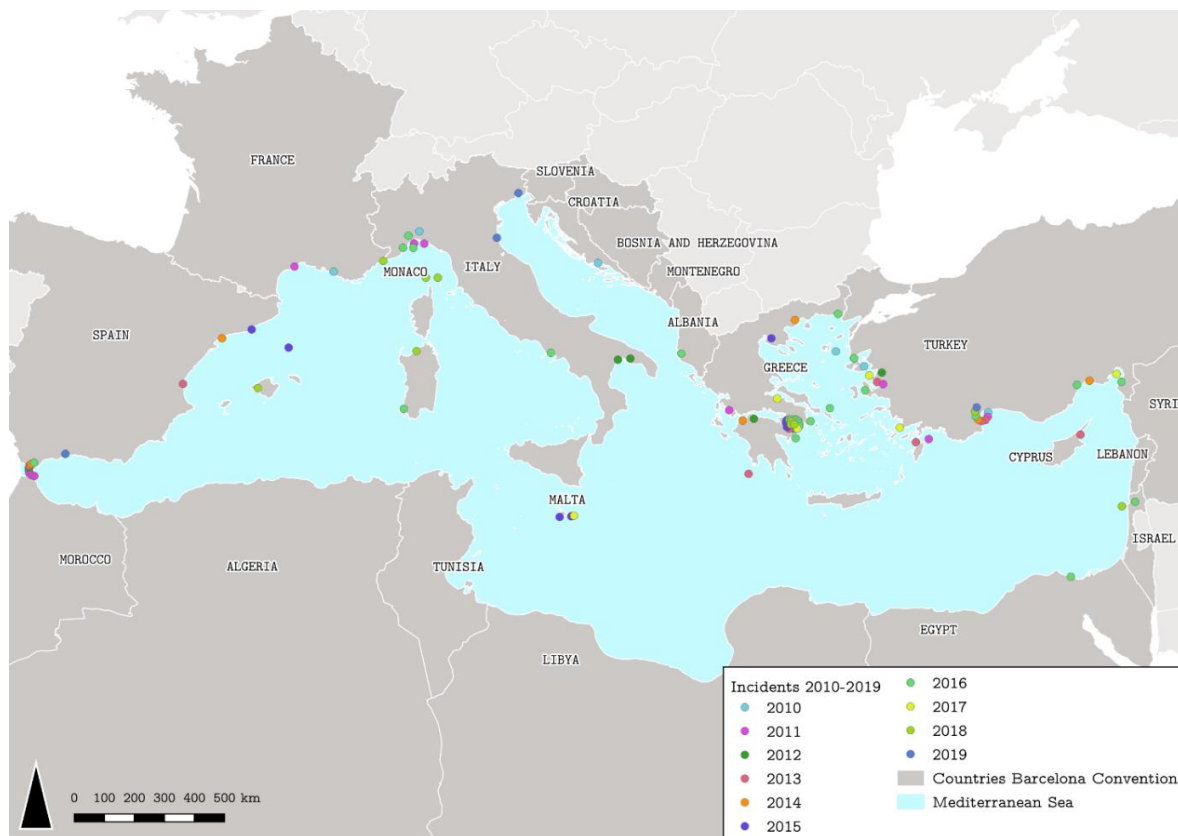 FRANCE
SLOVENIA
CROATIA
BOSNIA AND HERZEGOVINA
MONACO
ITALY
MONTENEGRO
SPAIN
ALBANIA
TURKEY
GREECE
SYRI
CYPRUS
LEBANON
MALTA
ISRAEL
MOROCCO
ALGERIA
TUNISIA
EGYPT
LIBYA
Incidents 2010-2019
2010
2011
2012
2013
2014
2015
2016
2017
2018
2019
Countries Barcelona Convention
Mediterranean Sea
0 100 200 300 400 500 km